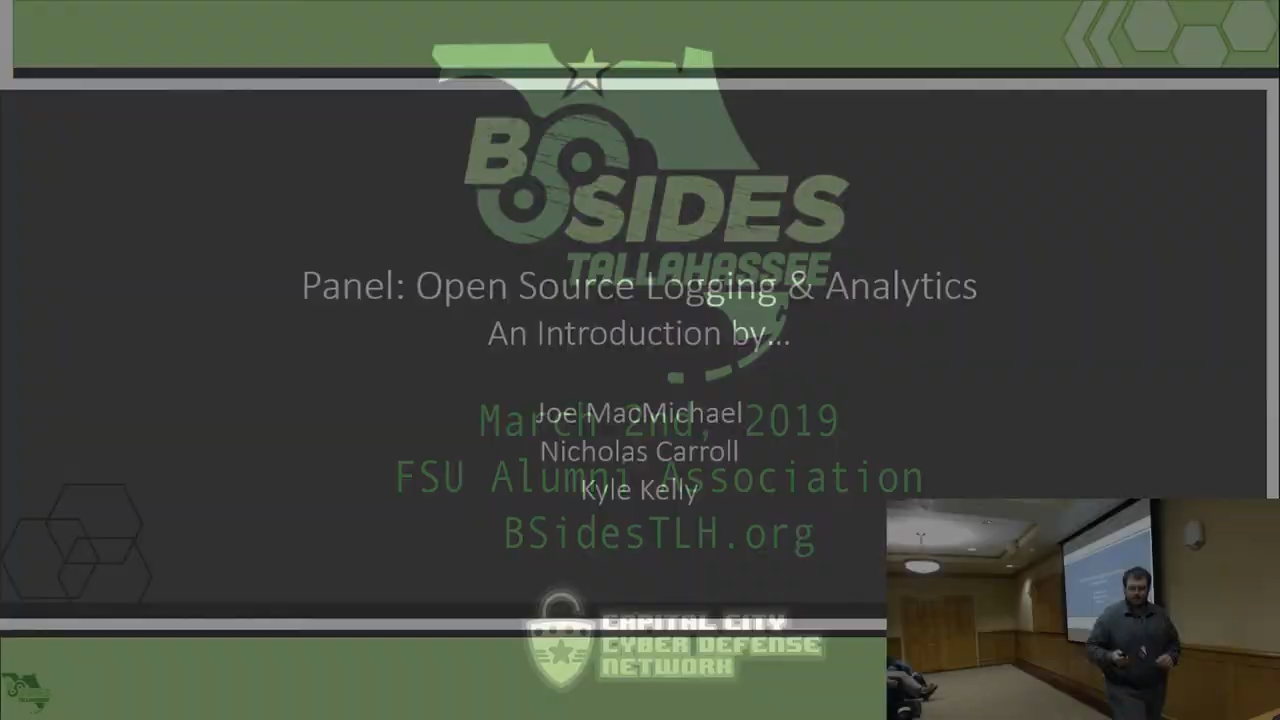 BSIDES
TALLAHASSEE
Panel: Open Source Logging & Analytics
An Introduction by...
Joe MacMichael
March 2nd, 2019
Nicholas Carroll
FSU Alumni Association
Kyle Kelly
BSidesTLH.org
CAPITAL CITY
CYBER DEFENSE
NETWORK